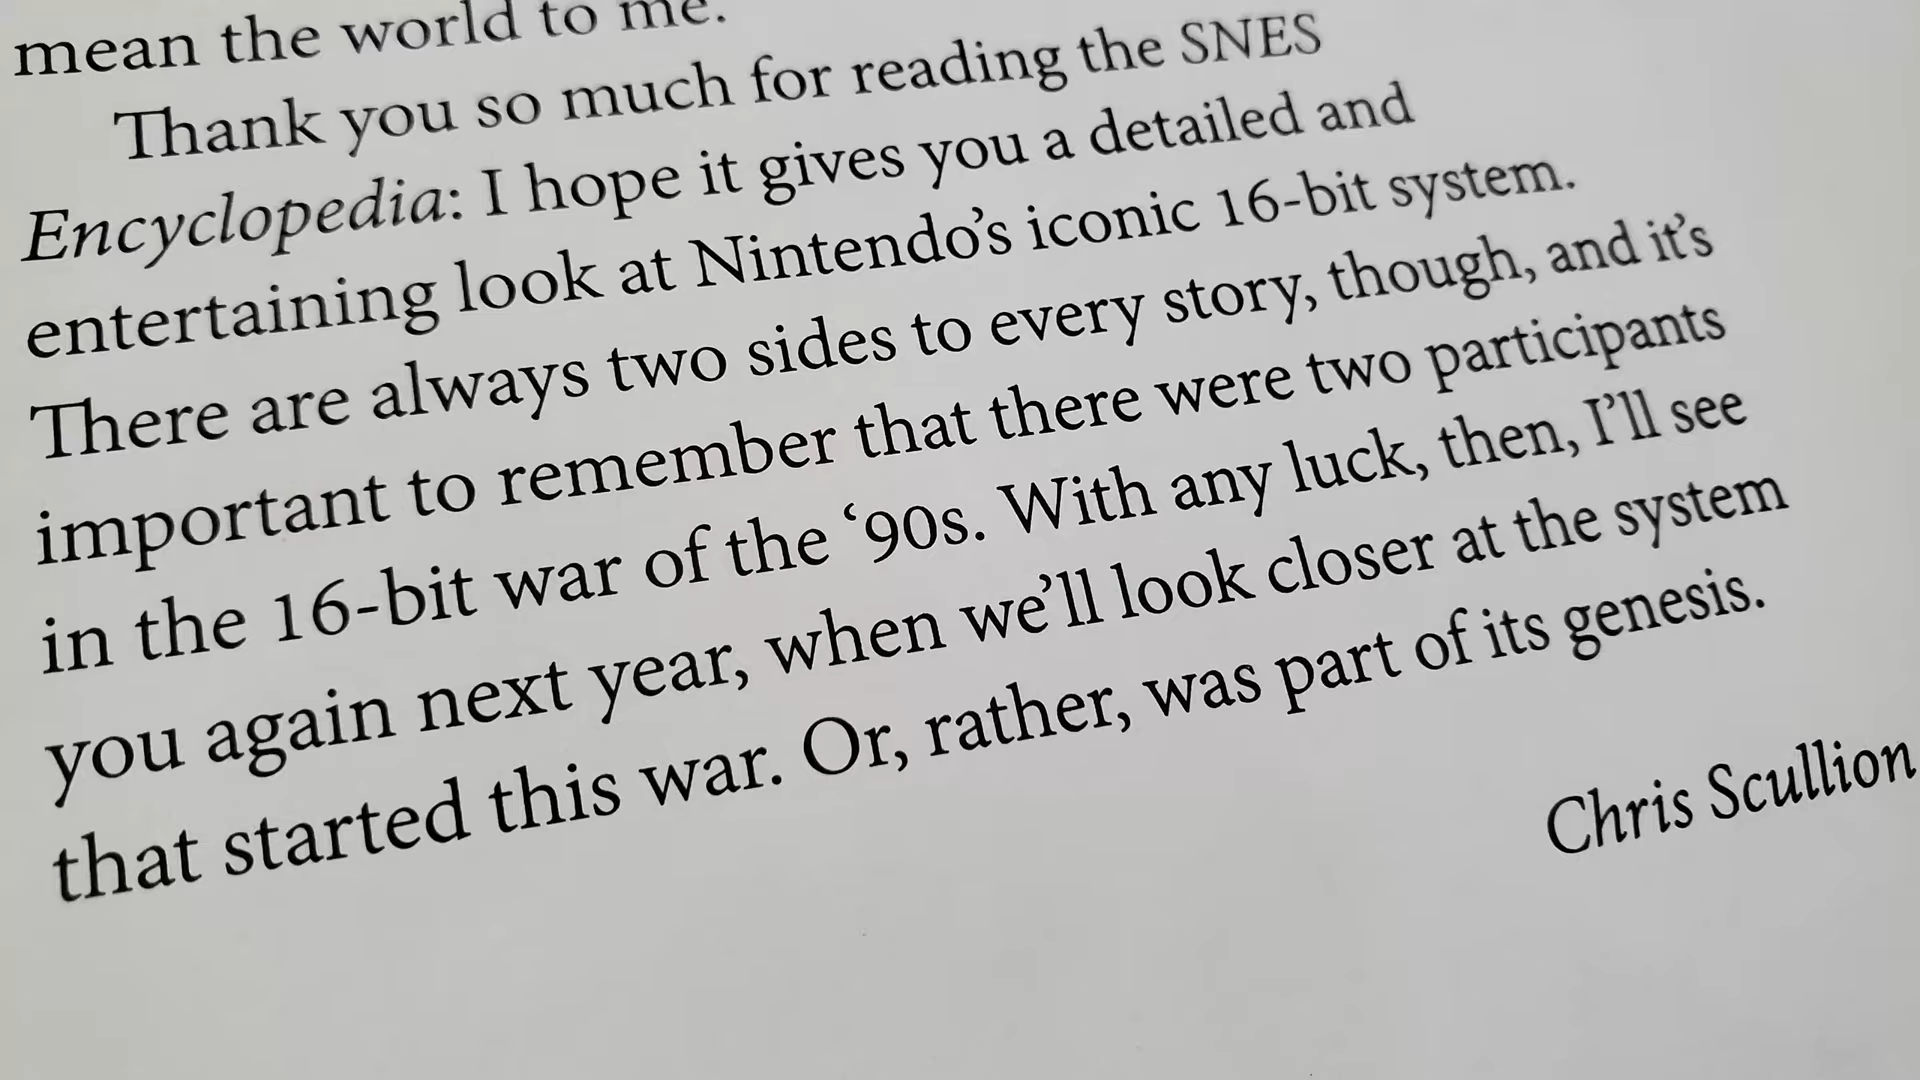 mean the world to me.
Thank you so much for reading the SNES
Encyclopedia: I hope it gives you a detailed and
entertaining look at Nintendo’s iconic 16-bit system.
There are always two sides to every story, though, and it’s
important to remember that there were two participants
in the 16-bit war of the ‘90s. With any luck, then, I’ll see
you again next year, when we’ll look closer at the system
that started this war. Or, rather, was part of its genesis.
Chris Scullion